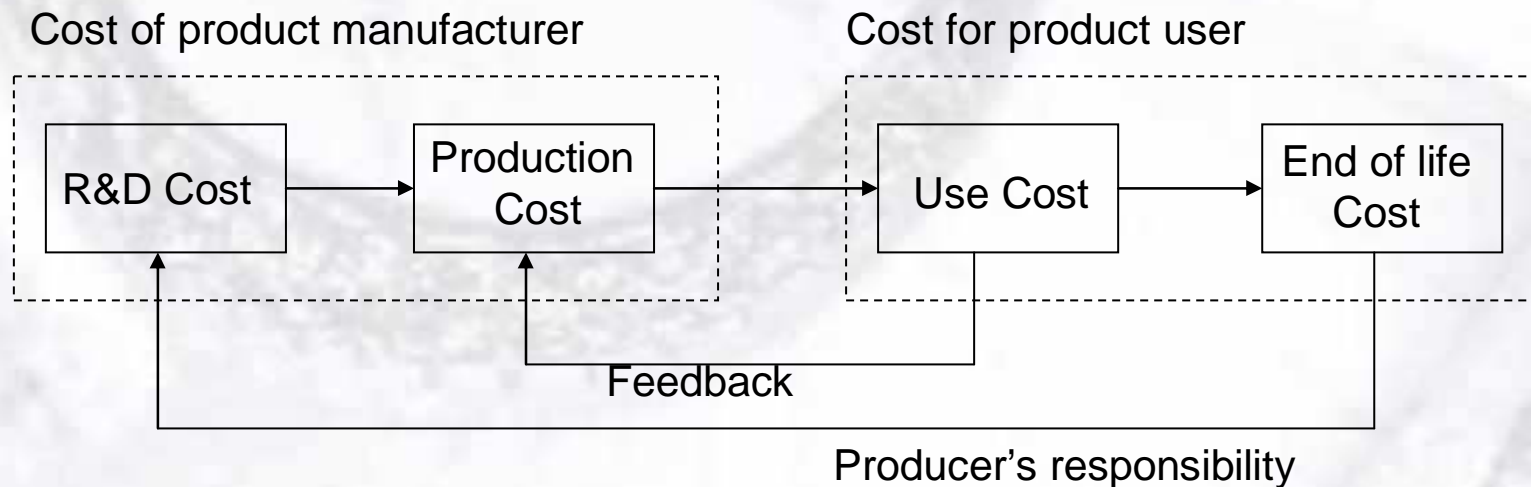 Cost of product manufacturer
Cost for product user
R&D Cost
Production
Cost
Use Cost
End of life
Cost
Feedback
Producer’s responsibility